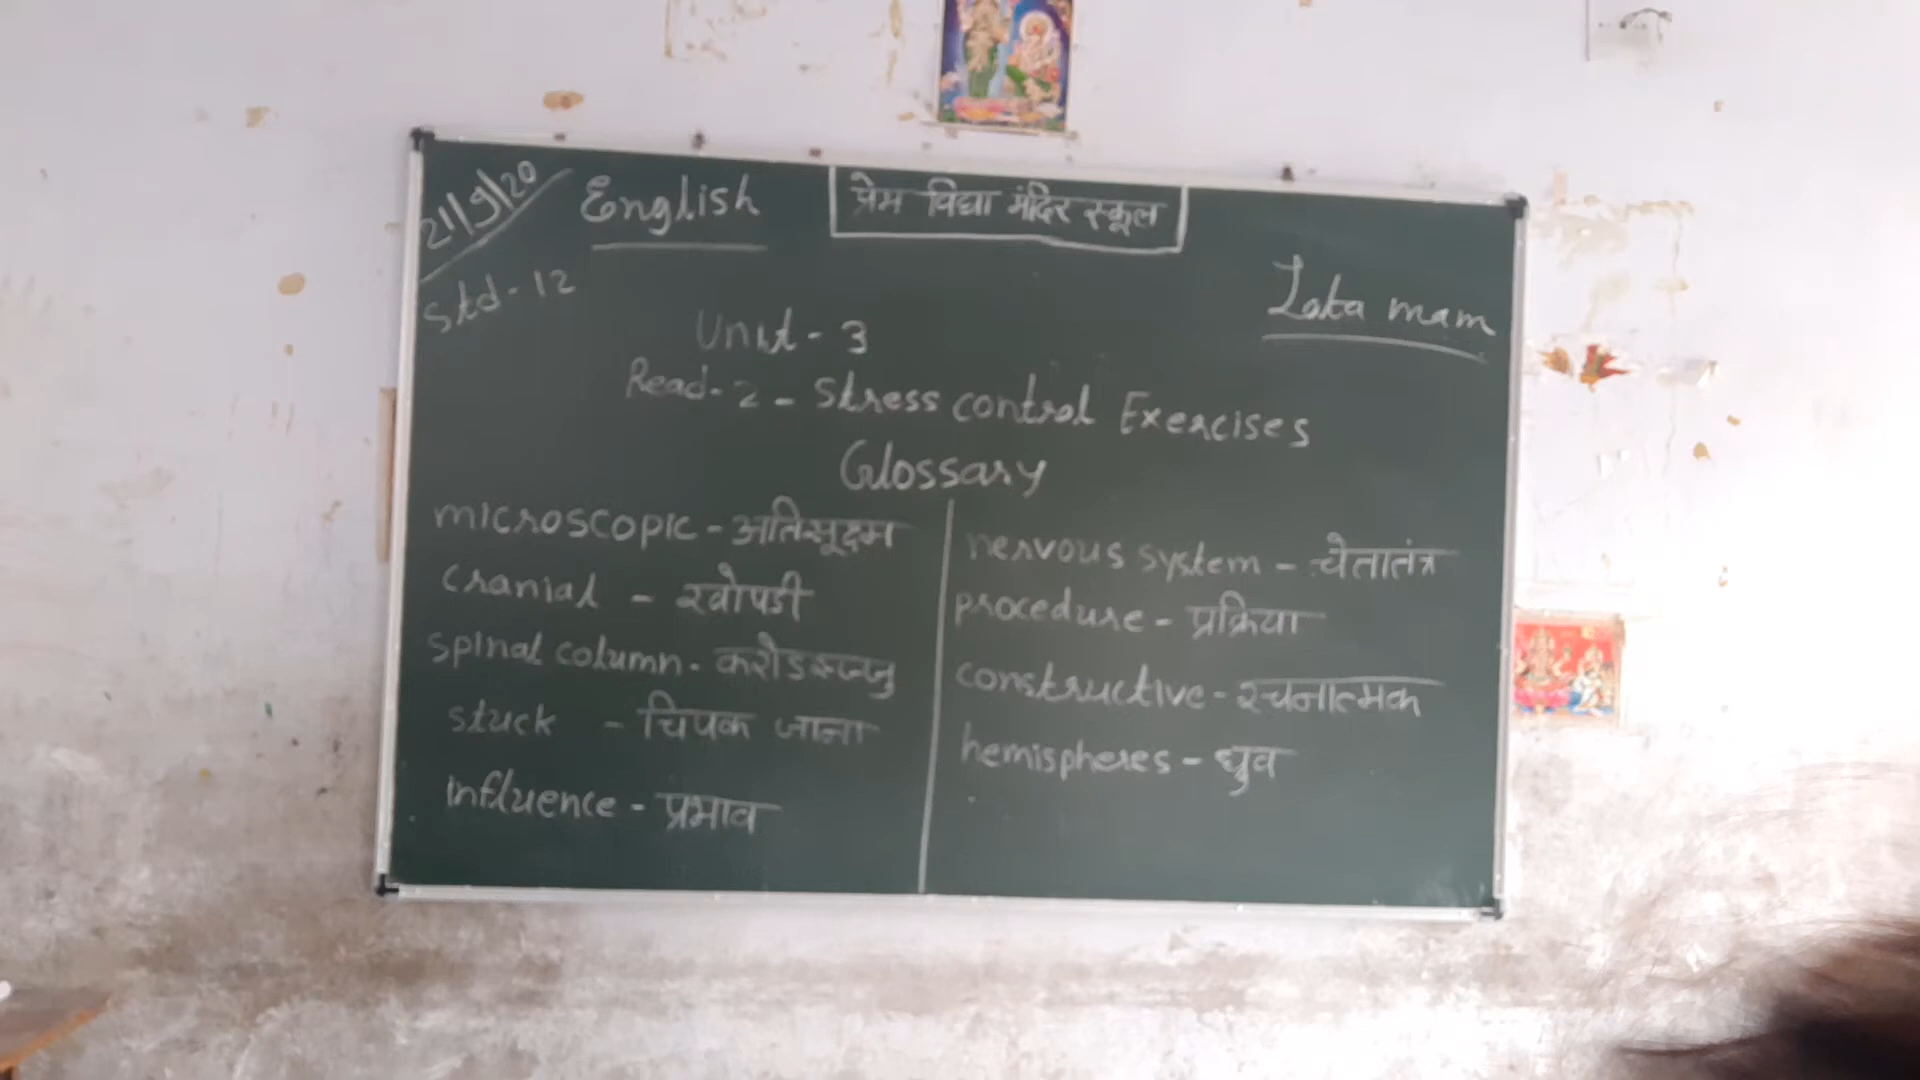 21/9/20
English
प्रेम विद्या मंदिर स्कूल
Std-12
Lata mam
Unit-3
Read-2-Stress control Exercises
Glossary
microscopic-अतिसूक्ष्म
cranial - खोपडी
spinal column-करोडरज्जु
stuck - चिपक जाना
influence-प्रभाव
nervous system-चेतातंत्र
procedure-प्रक्रिया
constructive-रचनात्मक
hemispheres-ध्रुव